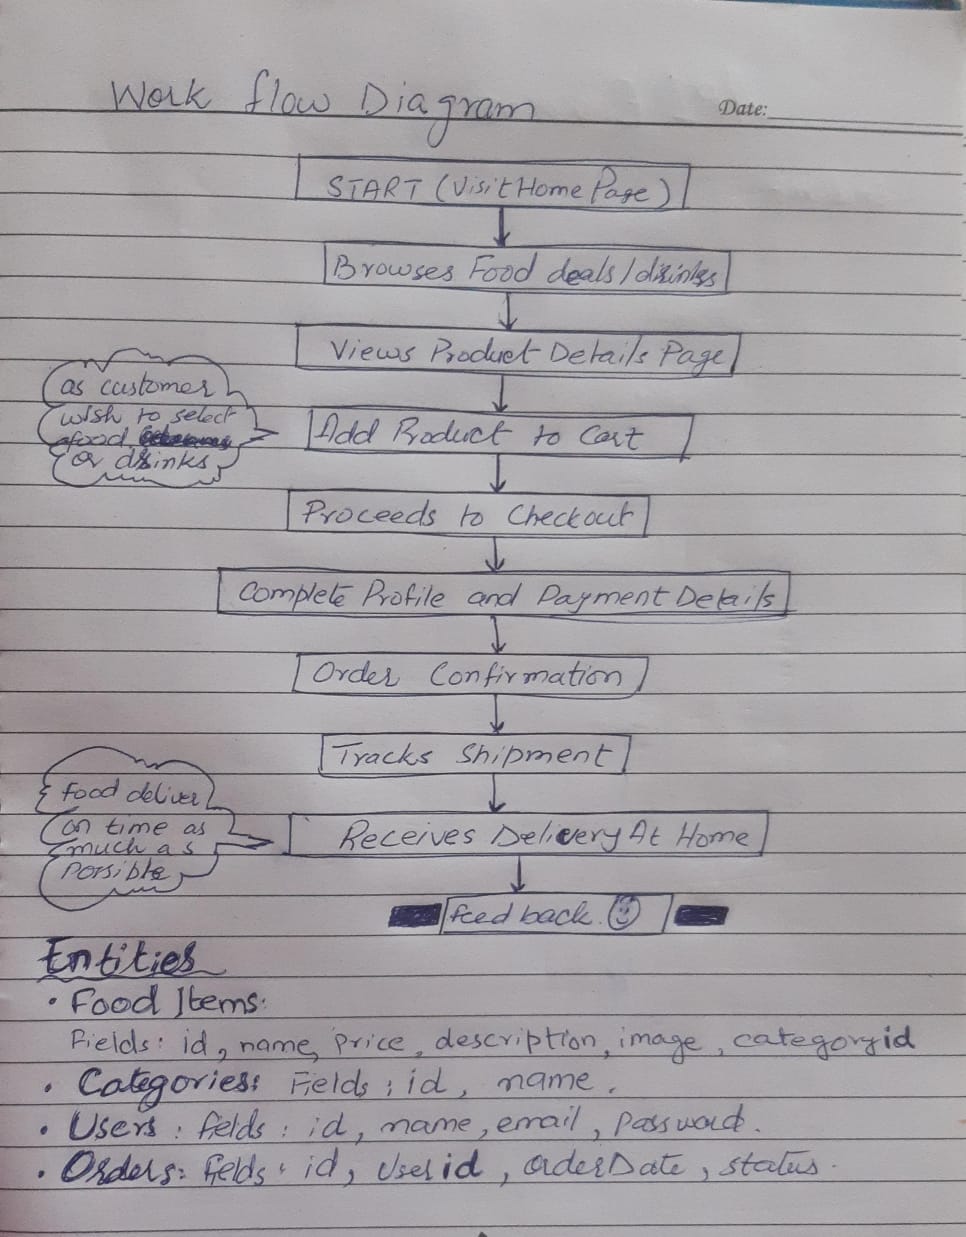 Work flow Diagram
Date:
START (Visit Home Page)
Browses Food deals/drinks
Views Product Details Page
as customer
wish to select
food
or drinks
Add Product to Cart
Proceeds to Checkout
Complete Profile and Payment Details
Order Confirmation
Tracks Shipment
food deliver
on time as
much as
possible
Receives Delivery At Home
feed back. ☺
Entities
• Food Items:
Fields: id, name, price, description, image, categoryid
• Categories: Fields: id, name.
• Users: fields: id, name, email, password.
• Orders: fields: id, Userid, orderDate, status.